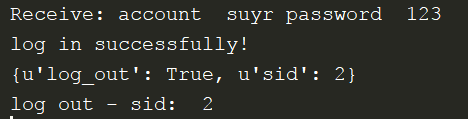 Receive: account  suyr password  123
log in successfully!
{u'log_out': True, u'sid': 2}
log out - sid:  2